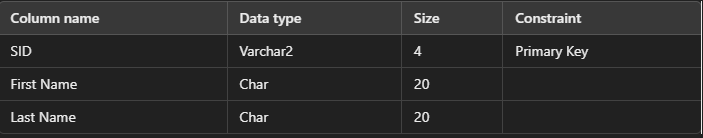 Column name Data type Size Constraint
SID Varchar2 4 Primary Key
First Name Char 20
Last Name Char 20